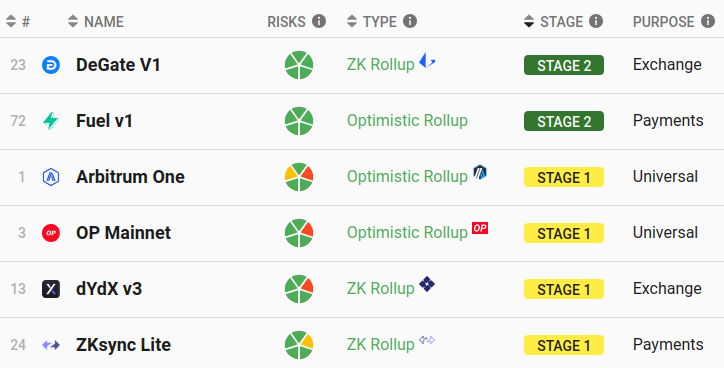 # NAME RISKS TYPE STAGE PURPOSE
23 DeGate V1 ZK Rollup STAGE 2 Exchange
72 Fuel v1 Optimistic Rollup STAGE 2 Payments
1 Arbitrum One Optimistic Rollup STAGE 1 Universal
3 OP OP Mainnet Optimistic Rollup OP STAGE 1 Universal
13 dYdX v3 ZK Rollup STAGE 1 Exchange
24 ZKsync Lite ZK Rollup STAGE 1 Payments